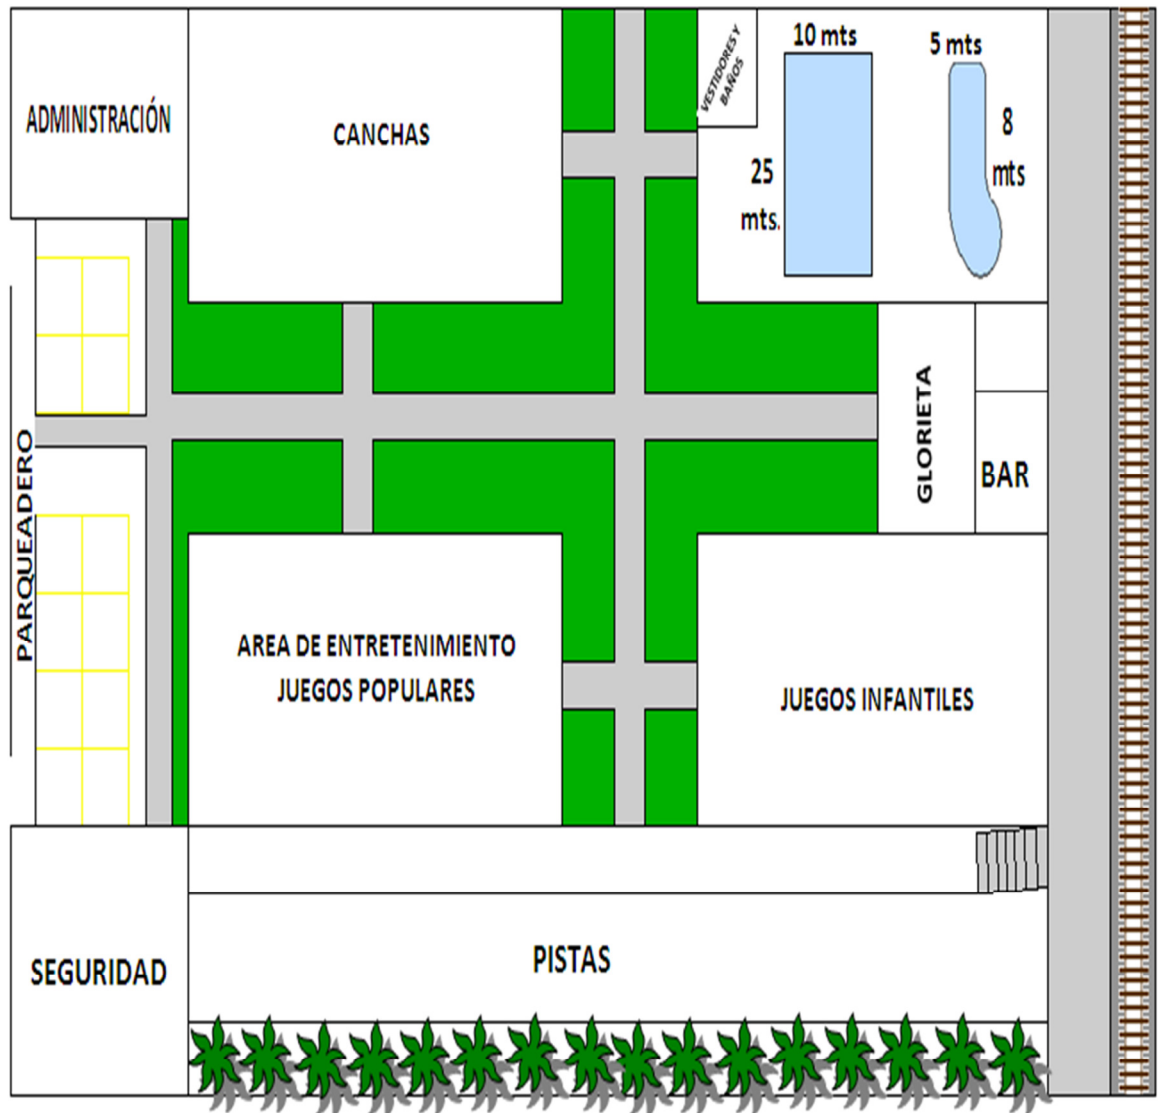 ADMINISTRACIÓN
CANCHAS
VESTIDORES Y
BAÑOS
10 mts
5 mts
25
mts.
8
mts
PARQUEADERO
GLORIETA
BAR
AREA DE ENTRETENIMIENTO
JUEGOS POPULARES
JUEGOS INFANTILES
SEGURIDAD
PISTAS